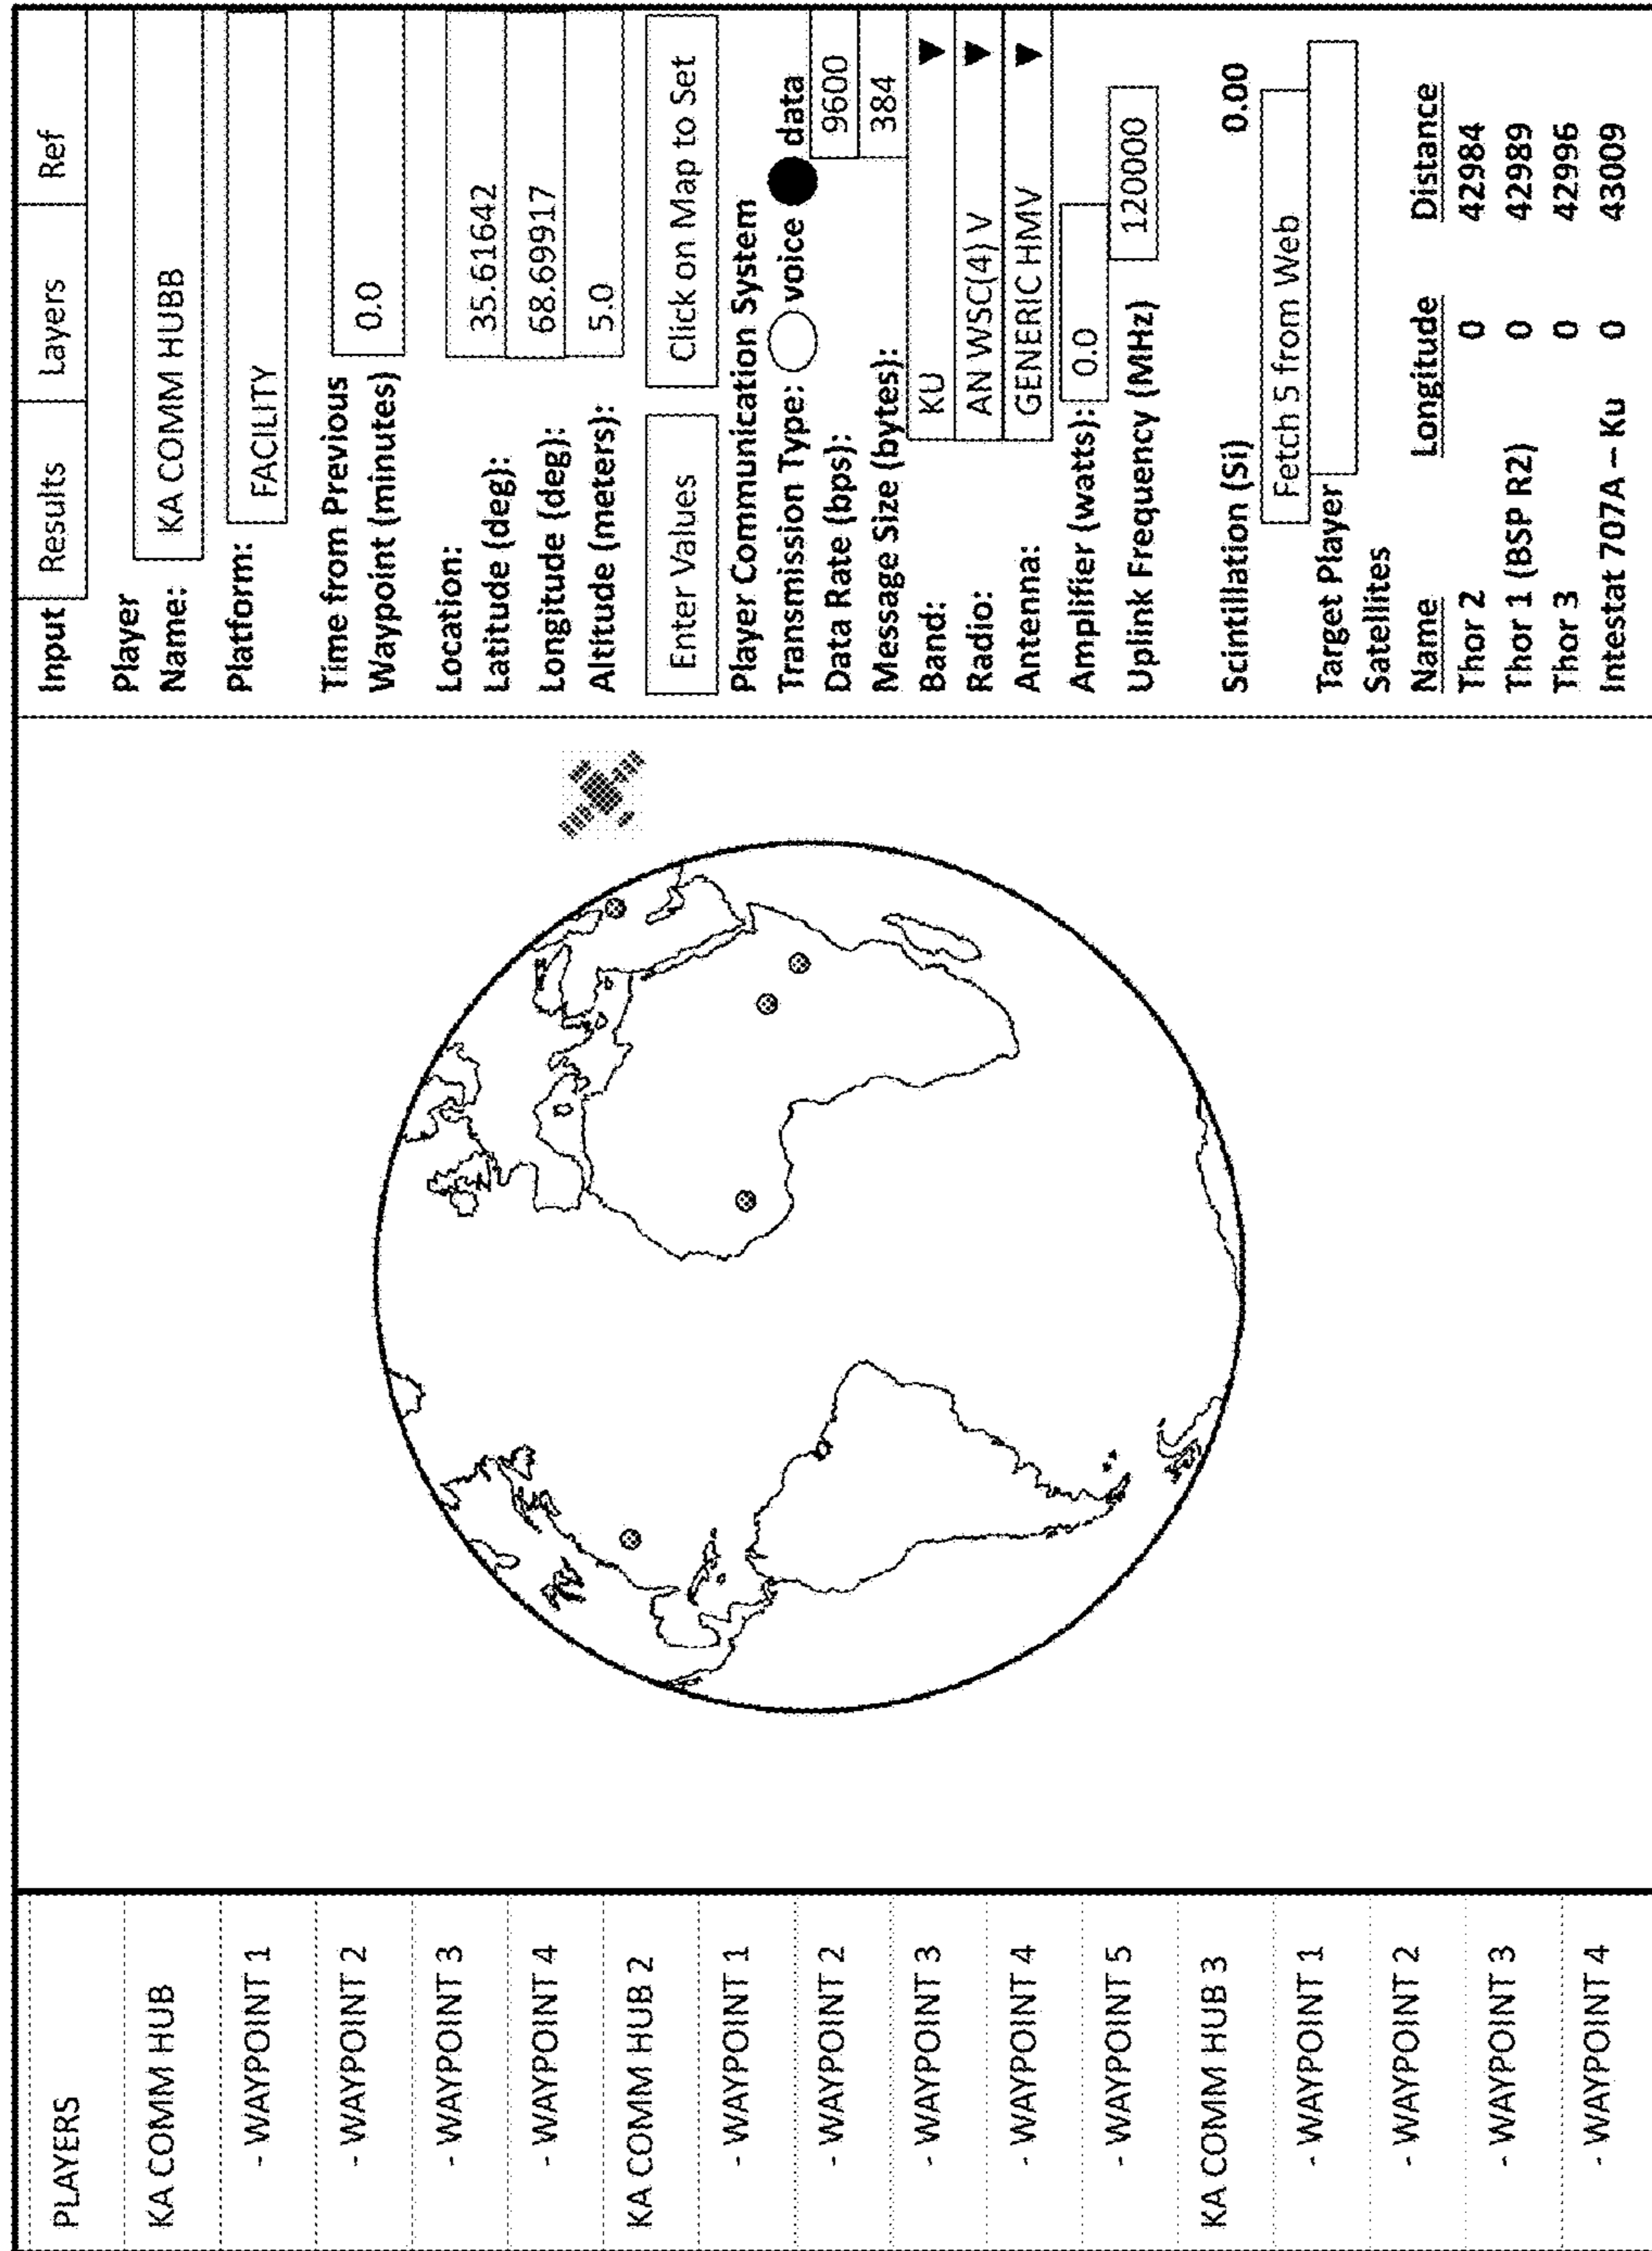 PLAYERS
KA COMM HUB
- WAYPOINT 1
- WAYPOINT 2
- WAYPOINT 3
- WAYPOINT 4
KA COMM HUB 2
- WAYPOINT 1
- WAYPOINT 2
- WAYPOINT 3
- WAYPOINT 4
- WAYPOINT 5
KA COMM HUB 3
- WAYPOINT 1
- WAYPOINT 2
- WAYPOINT 3
- WAYPOINT 4
Input Results Layers Ref
Player
Name: KA COMM HUBB
Platform: FACILITY
Time from Previous
Waypoint (minutes) 0.0
Location:
Latitude (deg): 35.61642
Longitude (deg): 68.69917
Altitude (meters): 5.0
Enter Values Click on Map to Set
Player Communication System
Transmission Type: voice data
Data Rate (bps): 9600
Message Size (bytes): 384
Band: KU
Radio: AN WSC(4) V
Antenna: GENERIC HMV
Amplifier (watts): 0.0
Uplink Frequency (MHz) 120000
Scintillation (Si) 0.00
Fetch 5 from Web
Target Player
Satellites
Name Longitude Distance
Thor 2 0 42984
Thor 1 (BSP R2) 0 42989
Thor 3 0 42996
Intestat 707A – Ku 0 43009